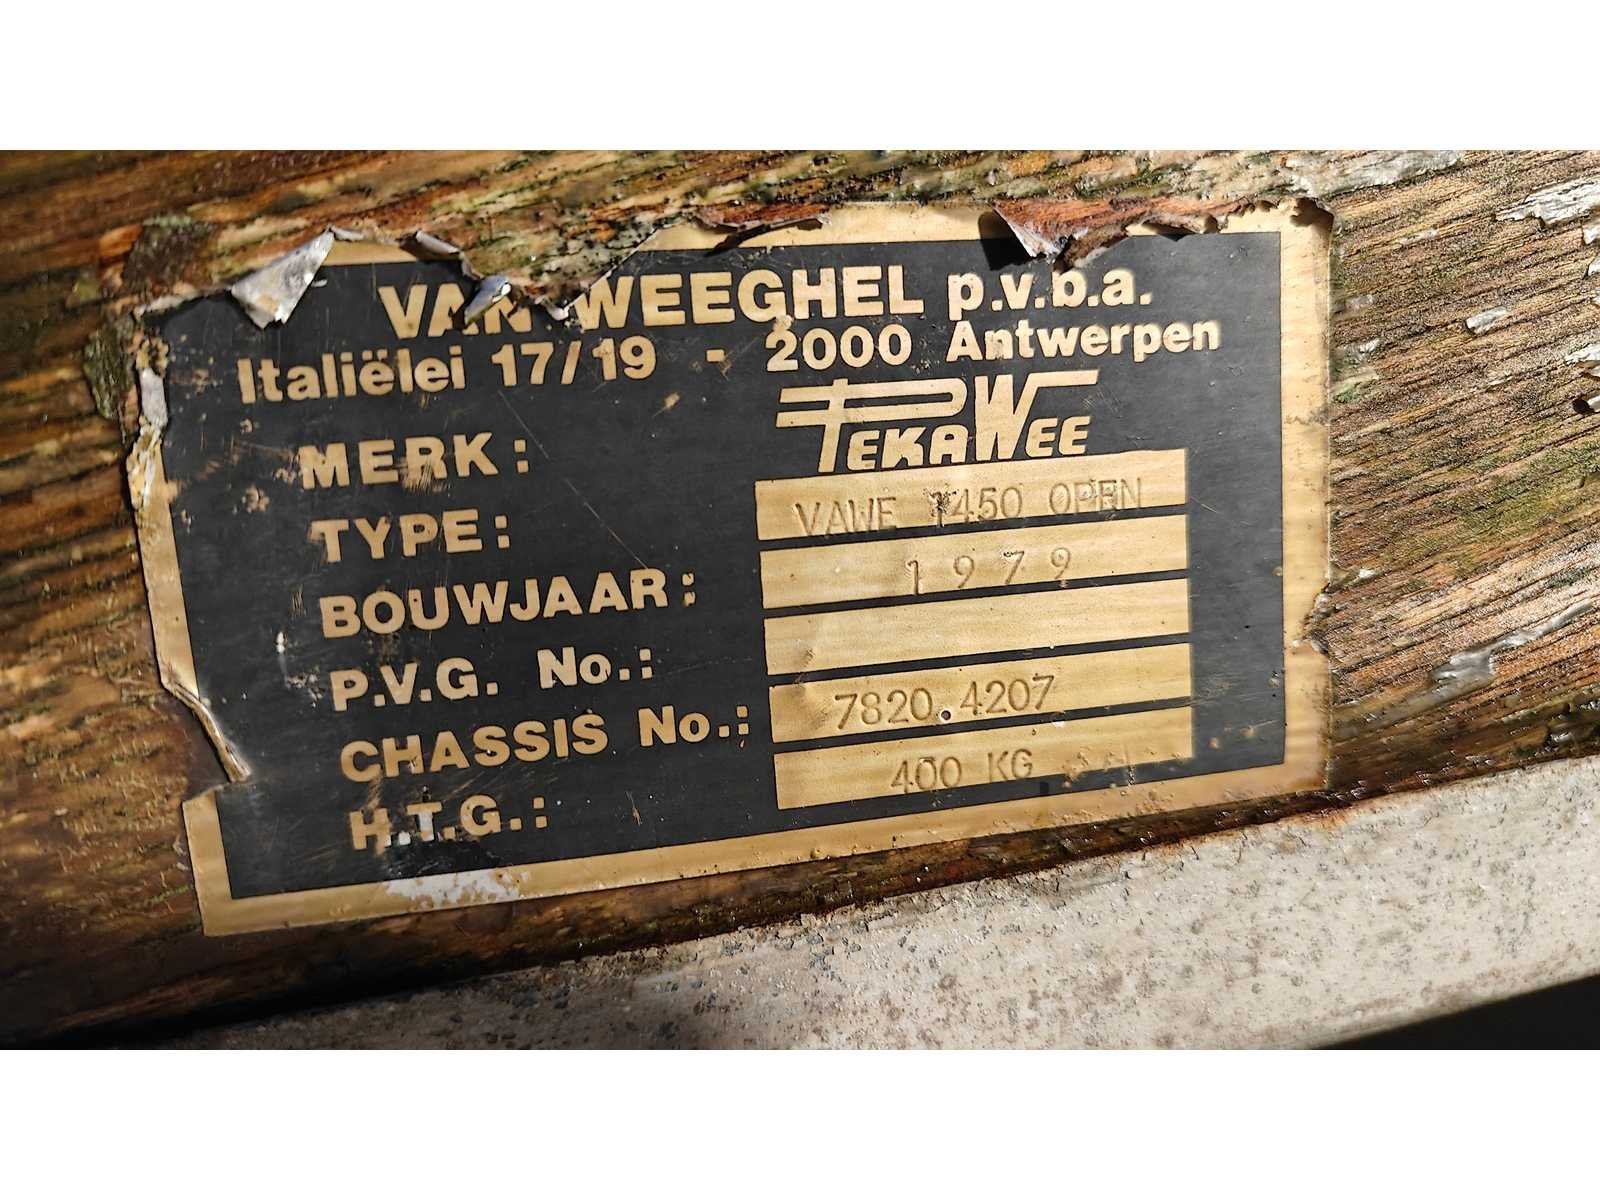 VAN WEEGHEL p.v.b.a.
Italiëlei 17/19 - 2000 Antwerpen
MERK: TEKAWEE
TYPE: VAWE 1450 OPEN
BOUWJAAR: 1979
P.V.G. No.:
CHASSIS No.: 7820.4207
H.T.G.: 400 KG